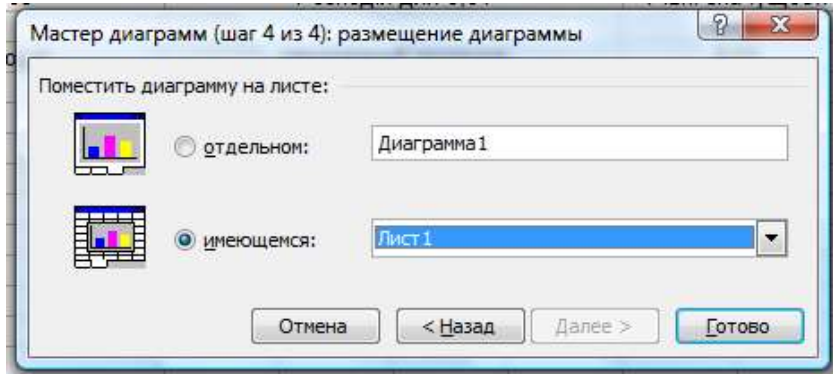 Мастер диаграмм (шаг 4 из 4): размещение диаграммы
Поместить диаграмму на листе:
отдельном: Диаграмма1
имеющемся: Лист1
Отмена < Назад Далее > Готово